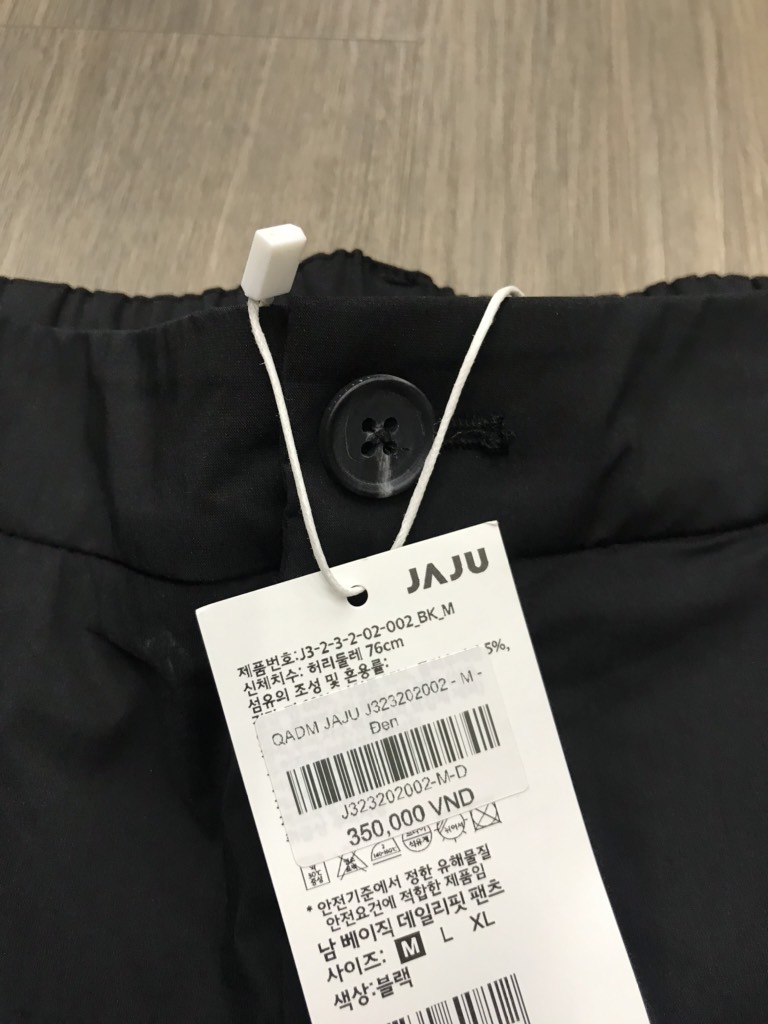 JAJU
제품번호:J3-2-3-2-02-002_BK_M
신체치수: 허리둘레 76cm
섬유의 조성 및 혼용률:
5%,
QADM JAJU J323202002 - M -
Đen
J323202002-M-D
350,000 VND
* 안전기준에서 정한 유해물질
안전요건에 적합한 제품임
남 베이직 데일리핏 팬츠
사이즈: M L XL
색상:블랙